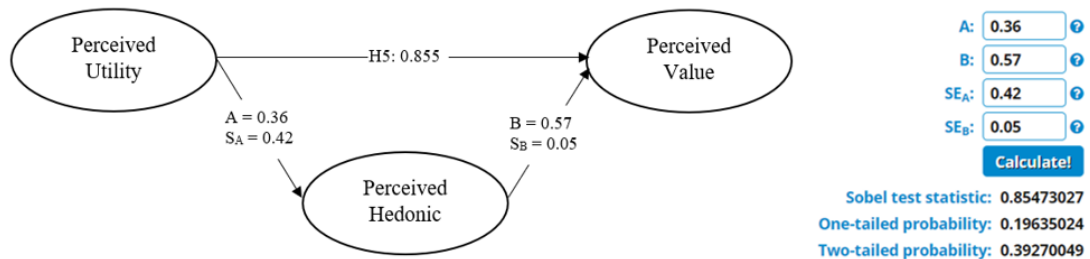 Perceived
Utility
H5: 0.855
Perceived
Value
A = 0.36
SA = 0.42
B = 0.57
SB = 0.05
Perceived
Hedonic
A: 0.36 ?
B: 0.57 ?
SEA: 0.42 ?
SEB: 0.05 ?
Calculate!
Sobel test statistic: 0.85473027
One-tailed probability: 0.19635024
Two-tailed probability: 0.39270049